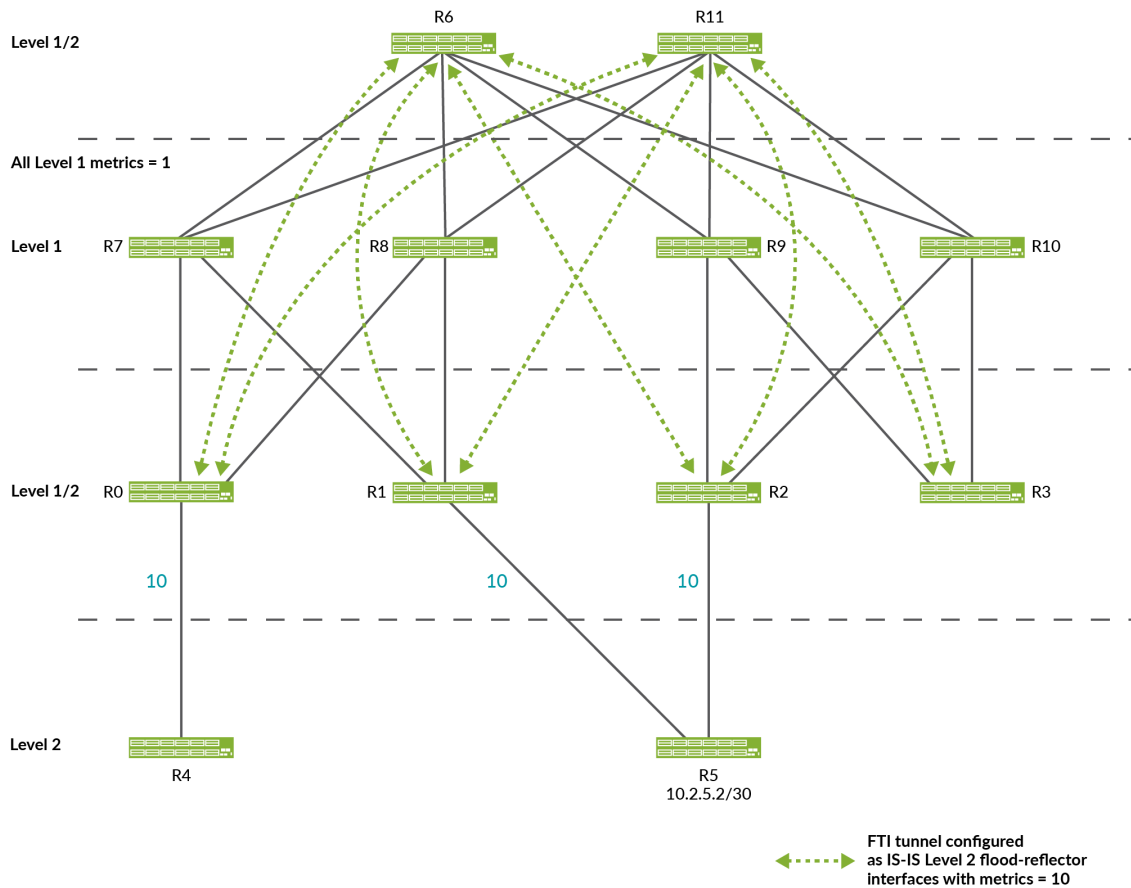 R6
R11
Level 1/2
All Level 1 metrics = 1
Level 1
R7
R8
R9
R10
Level 1/2
R0
R1
R2
R3
10
10
10
Level 2
R4
R5
10.2.5.2/30
FTI tunnel configured
as IS-IS Level 2 flood-reflector
interfaces with metrics = 10